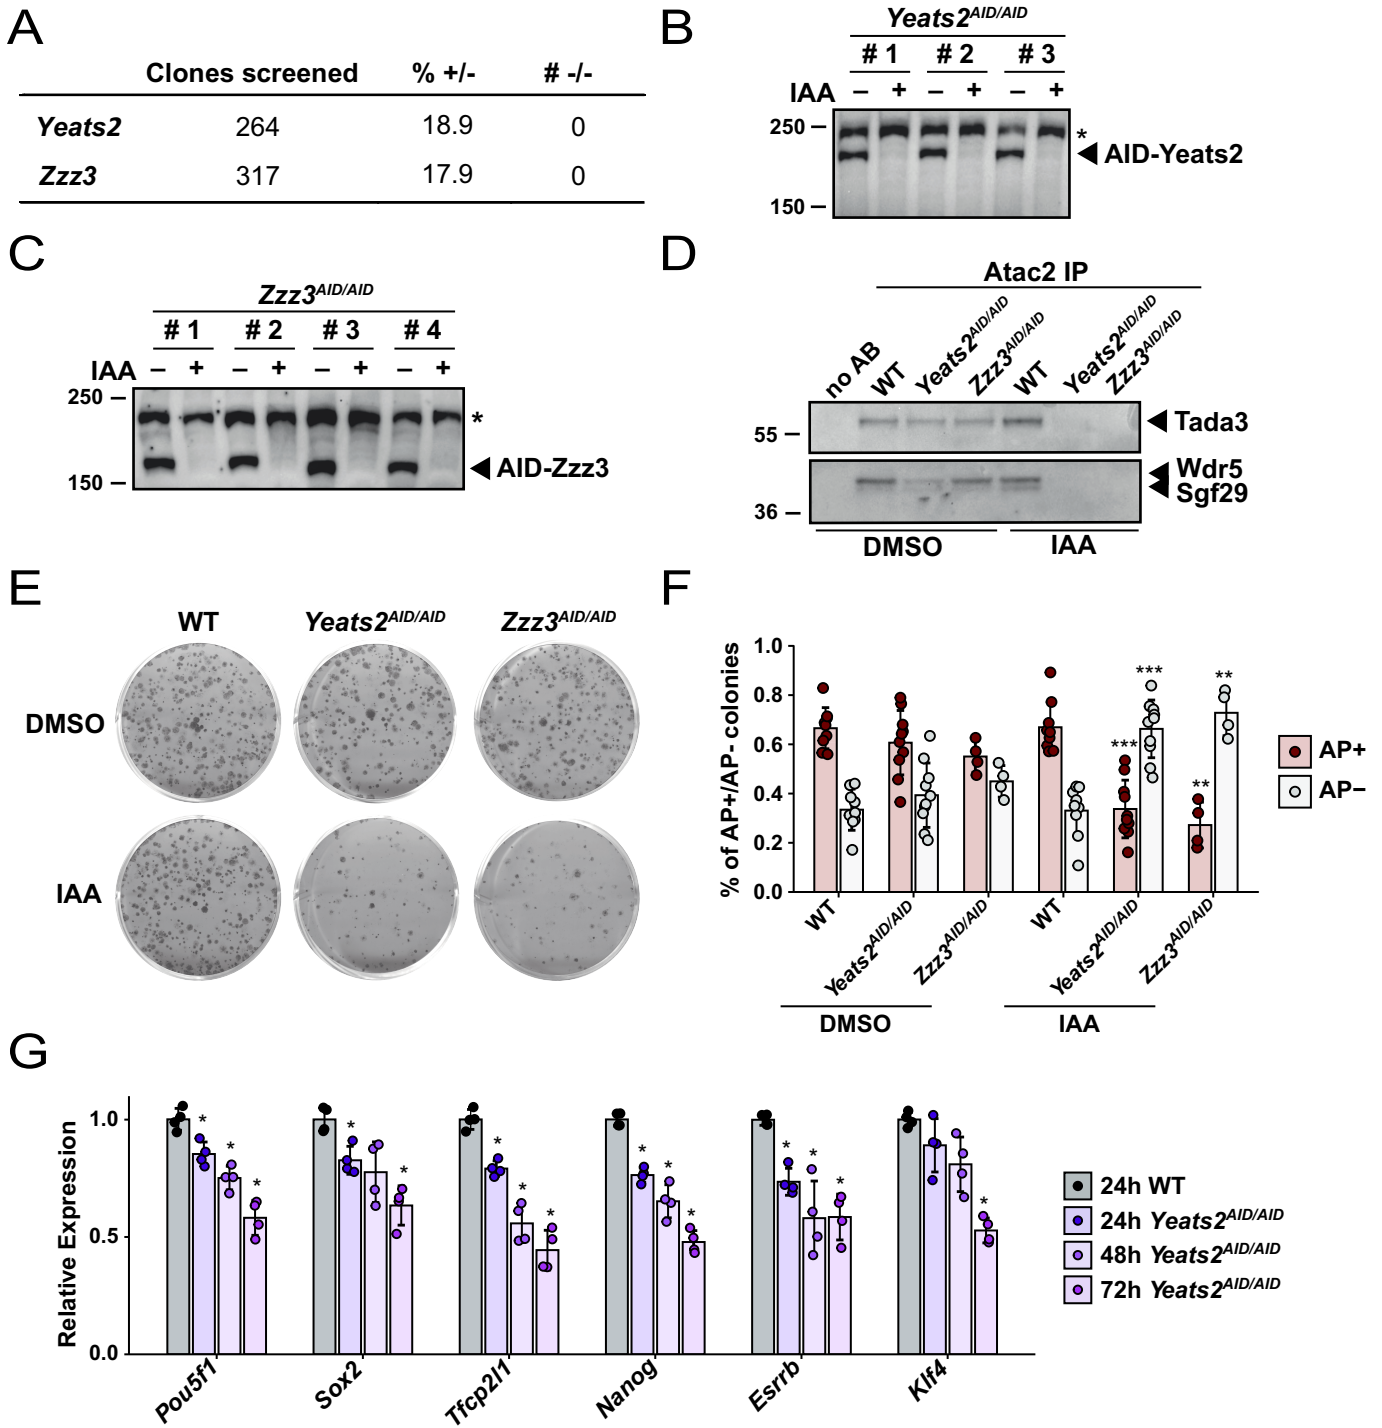 A
Clones screened % +/- # -/-
Yeats2 264 18.9 0
Zzz3 317 17.9 0
B
Yeats2AID/AID
# 1 # 2 # 3
IAA – + – + – +
250
*
AID-Yeats2
150
C
Zzz3AID/AID
# 1 # 2 # 3 # 4
IAA – + – + – + – +
250
*
AID-Zzz3
150
D
Atac2 IP
no AB WT Yeats2AID/AID Zzz3AID/AID WT Yeats2AID/AID Zzz3AID/AID
Tada3
55
Wdr5
Sgf29
36
DMSO IAA
E
WT Yeats2AID/AID Zzz3AID/AID
DMSO
IAA
F
% of AP+/AP- colonies
1.0
0.8
0.6
0.4
0.2
0.0
*** *** ** **
AP+
AP–
WT Yeats2AID/AID Zzz3AID/AID WT Yeats2AID/AID Zzz3AID/AID
DMSO IAA
G
Relative Expression
1.0
0.5
0.0
* * * * * * * * * * * * * * * *
Pou5f1 Sox2 Tfcp2l1 Nanog Esrrb Klf4
24h WT
24h Yeats2AID/AID
48h Yeats2AID/AID
72h Yeats2AID/AID